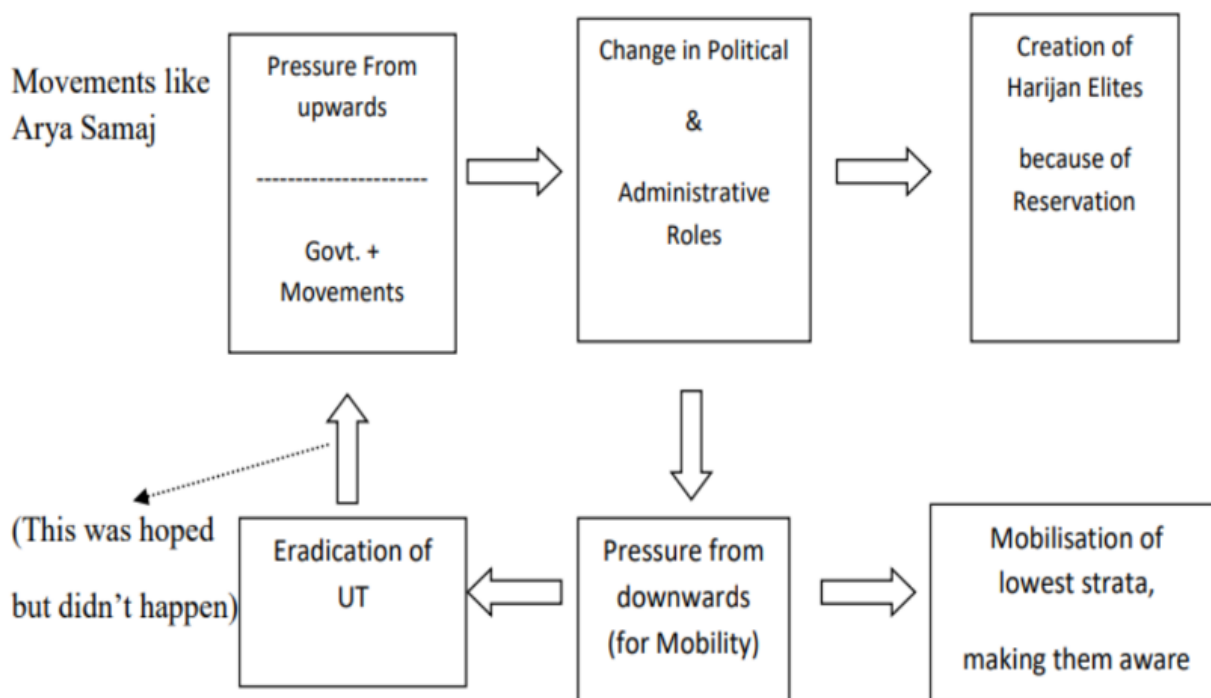 Movements like
Arya Samaj
Pressure From
upwards
----------------------
Govt. +
Movements
Change in Political
&
Administrative
Roles
Creation of
Harijan Elites
because of
Reservation
(This was hoped
but didn’t happen)
Eradication of
UT
Pressure from
downwards
(for Mobility)
Mobilisation of
lowest strata,
making them aware